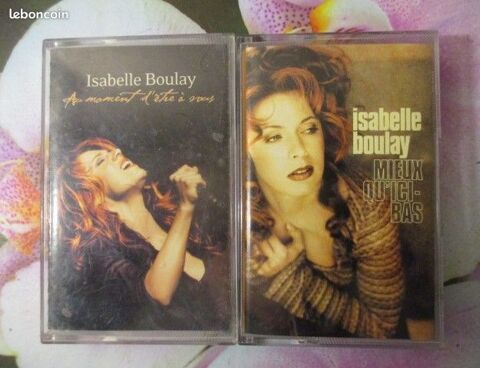 leboncoin
Isabelle Boulay
Au moment d'être à vous
isabelle
boulay
MIEUX
QU'ICI-
BAS